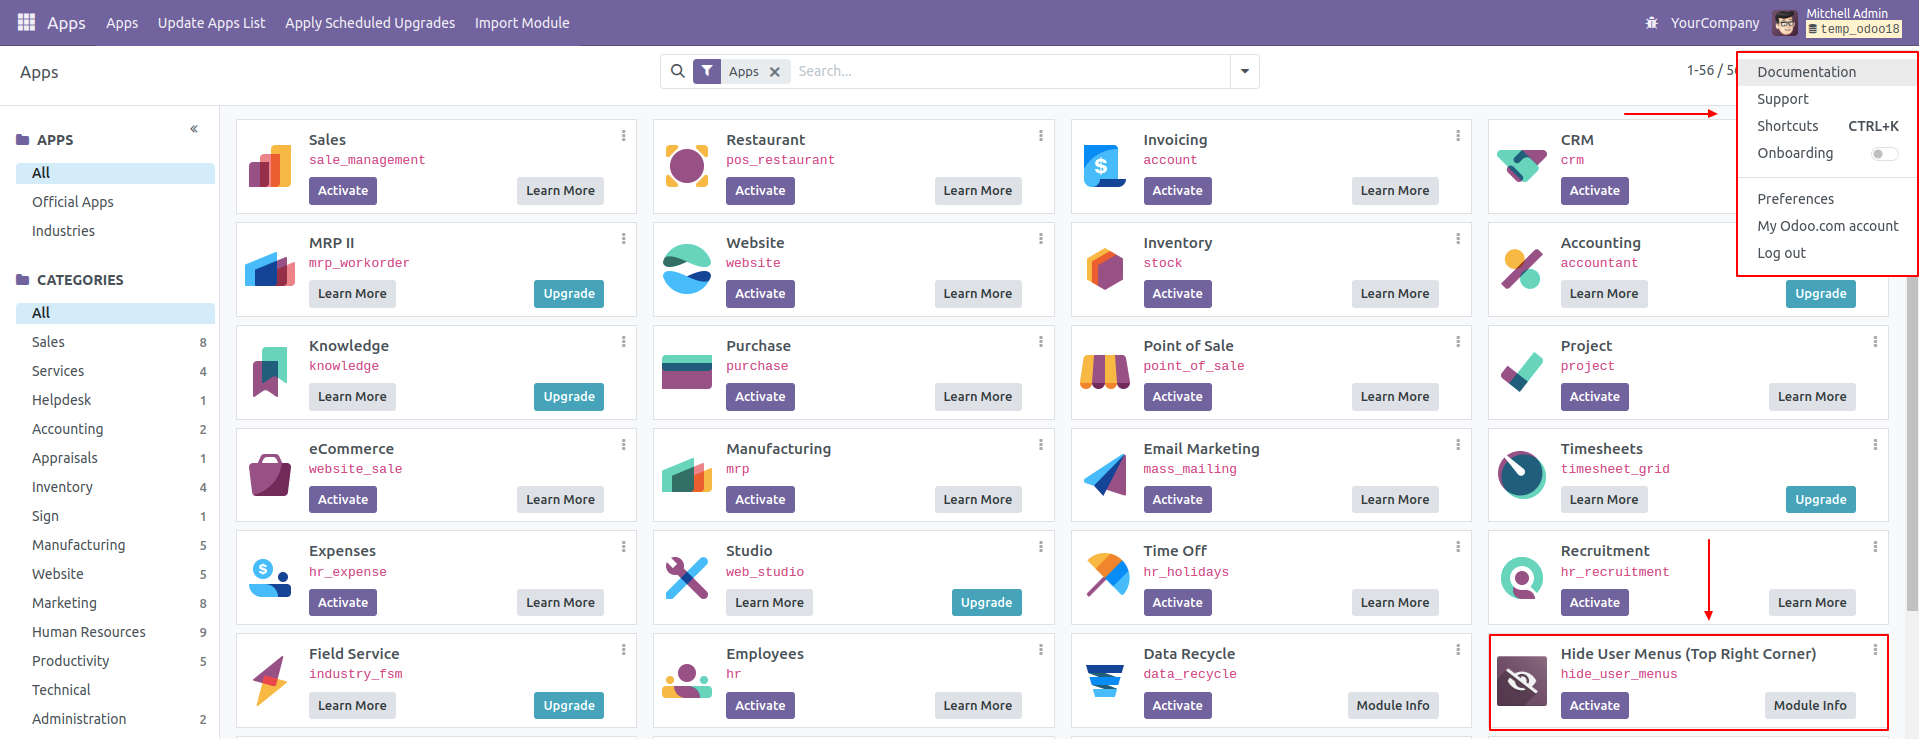 Apps Apps Update Apps List Apply Scheduled Upgrades Import Module YourCompany Mitchell Admin
temp_odoo18
Apps
Apps Search...
1-56 /
Documentation
Support
Shortcuts CTRL+K
Onboarding
Preferences
My Odoo.com account
Log out
APPS
All
Official Apps
Industries
CATEGORIES
All
Sales 8
Services 4
Helpdesk 1
Accounting 2
Appraisals 1
Inventory 4
Sign 1
Manufacturing 5
Website 5
Marketing 8
Human Resources 9
Productivity 5
Technical
Administration 2
Sales
sale_management
Activate Learn More
Restaurant
pos_restaurant
Activate Learn More
Invoicing
account
Activate Learn More
CRM
crm
Activate
MRP II
mrp_workorder
Learn More Upgrade
Website
website
Activate Learn More
Inventory
stock
Activate Learn More
Accounting
accountant
Learn More Upgrade
Knowledge
knowledge
Learn More Upgrade
Purchase
purchase
Activate Learn More
Point of Sale
point_of_sale
Activate Learn More
Project
project
Activate Learn More
eCommerce
website_sale
Activate Learn More
Manufacturing
mrp
Activate Learn More
Email Marketing
mass_mailing
Activate Learn More
Timesheets
timesheet_grid
Learn More Upgrade
Expenses
hr_expense
Activate Learn More
Studio
web_studio
Learn More Upgrade
Time Off
hr_holidays
Activate Learn More
Recruitment
hr_recruitment
Activate Learn More
Field Service
industry_fsm
Learn More Upgrade
Employees
hr
Activate Learn More
Data Recycle
data_recycle
Activate Module Info
Hide User Menus (Top Right Corner)
hide_user_menus
Activate Module Info